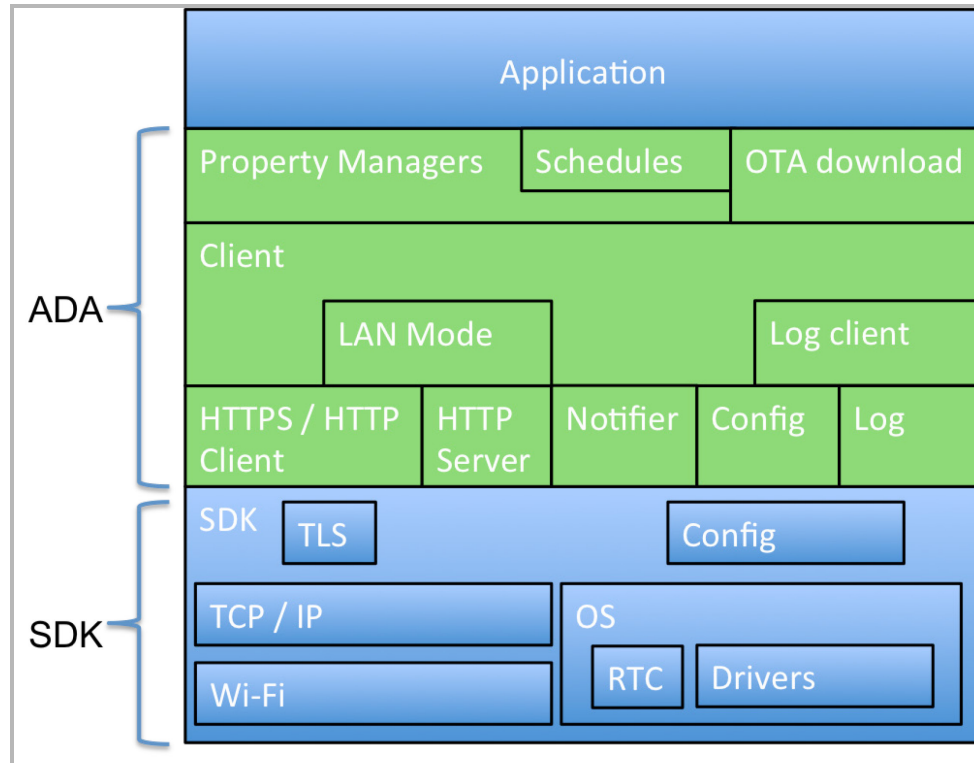 Application
ADA
Property Managers
Schedules
OTA download
Client
LAN Mode
Log client
HTTPS / HTTP
Client
HTTP
Server
Notifier
Config
Log
SDK
SDK
TLS
Config
TCP / IP
OS
Wi-Fi
RTC
Drivers